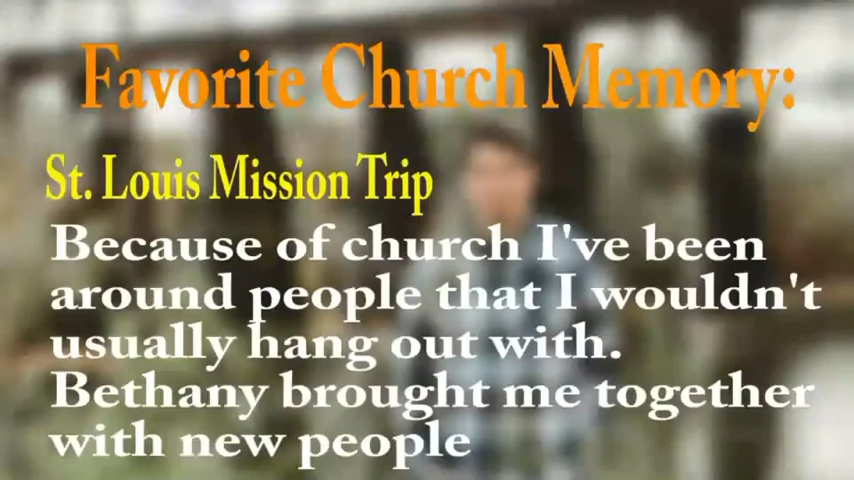 Favorite Church Memory:
St. Louis Mission Trip
Because of church I've been
around people that I wouldn't
usually hang out with.
Bethany brought me together
with new people